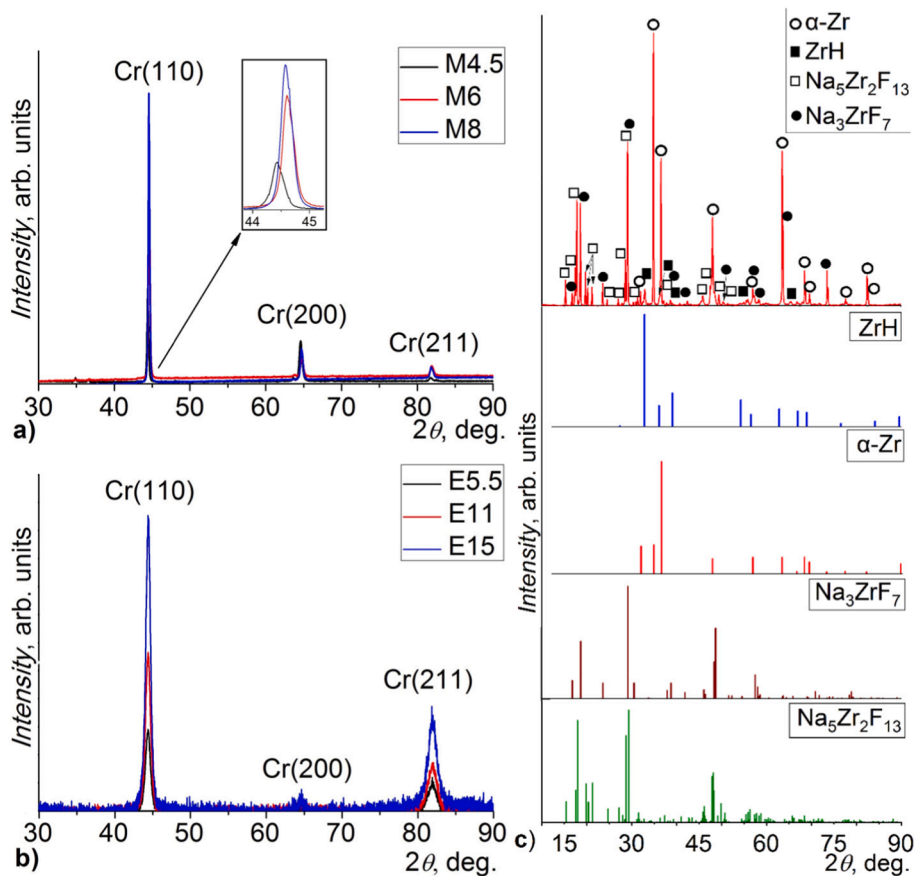 Intensity, arb. units
Cr(110)
M4.5
M6
M8
44 45
Cr(200)
Cr(211)
30 40 50 60 70 80 90
a)
2θ, deg.
Intensity, arb. units
Cr(110)
E5.5
E11
E15
Cr(211)
Cr(200)
30 40 50 60 70 80 90
b)
2θ, deg.
α-Zr
ZrH
Na₅Zr₂F₁₃
Na₃ZrF₇
Intensity, arb. units
ZrH
α-Zr
Na₃ZrF₇
Na₅Zr₂F₁₃
15 30 45 60 75 90
c)
2θ, deg.